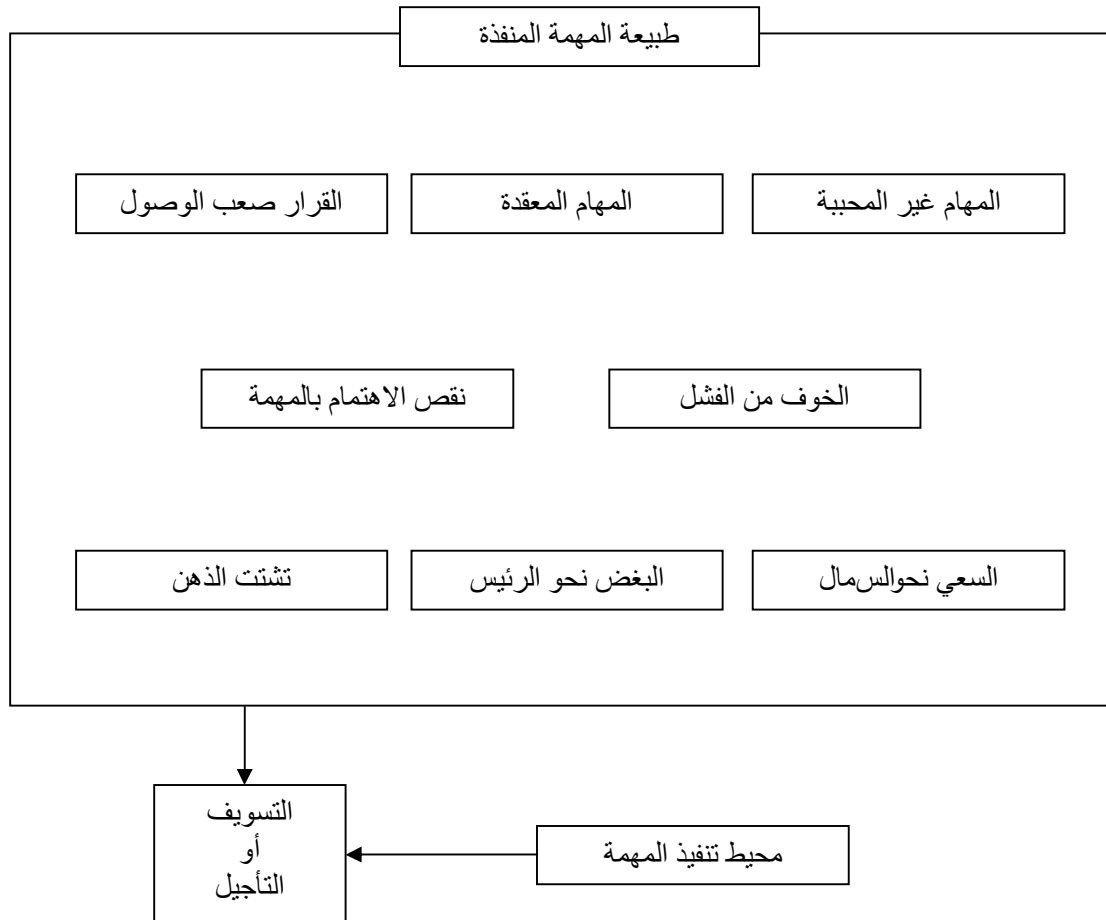 طبيعة المهمة المنفذة
المهام غير المحببة
المهام المعقدة
القرار صعب الوصول
الخوف من الفشل
نقص الاهتمام بالمهمة
السعي نحوالسمال
البغض نحو الرئيس
تشتت الذهن
التسويف
أو
التأجيل
محيط تنفيذ المهمة